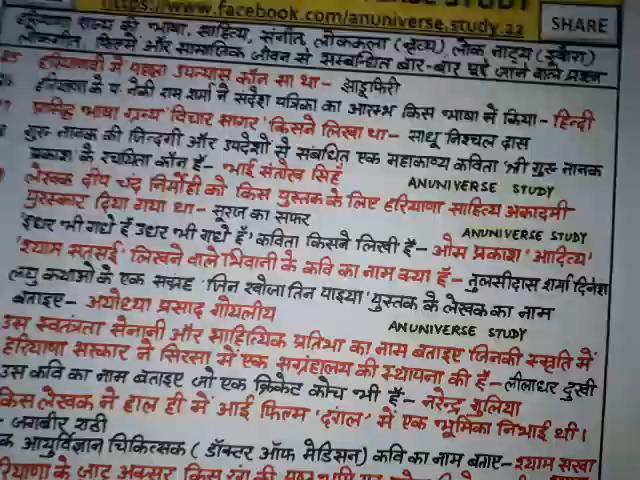 https://www.facebook.com/anuniverse.study.22
SHARE
हरियाणा राज्य की भाषा, साहित्य, संगीत, लोककला (नृत्य), लोक नाट्य (स्वांग)
लोकगीत, फिल्में और सामाजिक जीवन से सम्बन्धित बार-बार पूछे जाने वाले प्रश्न
हरियाणवी में पहला उपन्यास कौन सा था - झाडूफिरी
हरियाणा के पं. नेकी राम शर्मा ने संदेश पत्रिका का आरम्भ किस भाषा में किया - हिन्दी
प्रसिद्ध भाषा ग्रन्थ 'विचार सागर' किसने लिखा था - साधू निश्चल दास
गुरु नानक की जिन्दगी और उपदेशो से संबंधित एक महाकाव्य कविता 'श्री गुरु नानक
प्रकाश' के रचयिता कौन है - भाई संतोख सिंह
ANUNIVERSE STUDY
लेखक दीप चंद्र निर्मोही को किस पुस्तक के लिए हरियाणा साहित्य अकादमी
पुरस्कार दिया गया था - सूरज का सफर
ANUNIVERSE STUDY
'इधर भी गधे हैं उधर भी गधे हैं' कविता किसने लिखी है - ओम प्रकाश 'आदित्य'
'श्याम सतसई' लिखने वाले भिवानी के कवि का नाम क्या है - तुलसीदास शर्मा दिनेश
लघु कथाओ के एक संग्रह 'जिन खोजा तिन पाइया' पुस्तक के लेखक का नाम
बताइए - अयोध्या प्रसाद गोयलीय
ANUNIVERSE STUDY
उस स्वतंत्रता सेनानी और साहित्यिक प्रतिभा का नाम बताइए जिनकी स्मृति में
हरियाणा सरकार ने सिरसा में एक संग्रहालय की स्थापना की है - लीलाधर दुखी
उस कवि का नाम बताइए जो एक क्रिकेट कोच भी है - नरेन्द्र गुलिया
किस लेखक ने हाल ही में आई फिल्म 'दंगल' में एक भूमिका निभाई थी।
- जगबीर राठी
आयुर्विज्ञान चिकित्सक (डॉक्टर ऑफ मेडिसन) कवि का नाम बताए - श्याम सखा
के जाट अक्सर किस